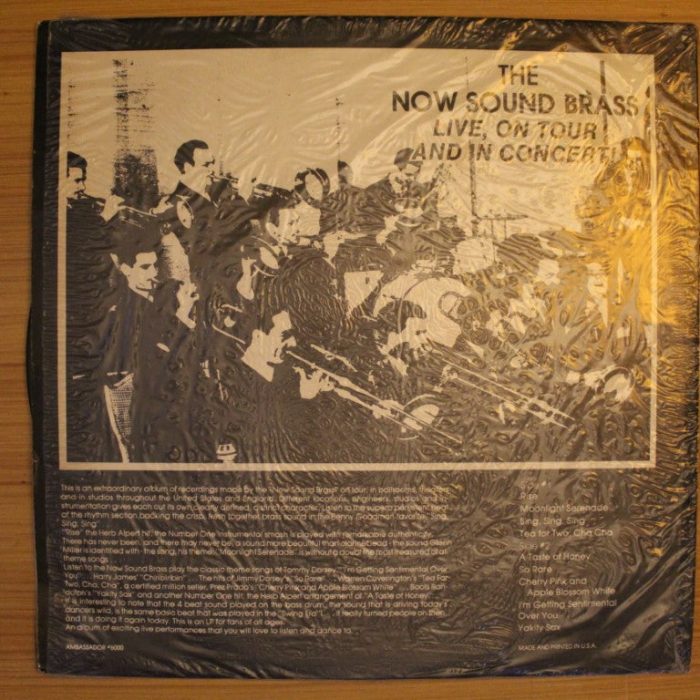 THE
NOW SOUND BRASS
LIVE, ON TOUR
AND IN CONCERT!
This is an extraordinary album of recordings made by the "Now Sound Brass" on tour, in ballrooms, theaters
and in studios throughout the United States and England. Different locations, engineers, studios and in-
strumentation gives each cut its own clearly defined, distinct character. Listen to the superb persistent beat
of the rhythm section backing the crisp, tight together brass sound in the Benny Goodman favorite "Sing,
Sing, Sing"
"Rise" the Herb Alpert hit, the Number One instrumental smash is played with remarkable authenticity.
There has never been, and there may never be, a sound more beautiful than the one "bread" the sound Glenn
Miller is identified with - the song, his theme, "Moonlight Serenade" is without a doubt the most treasured of all
theme songs.
Listen to the Now Sound Brass play the classic theme songs of Tommy Dorsey, "I'm Getting Sentimental Over
You" ... Harry James' "Chiribiribin" ... The hits of Jimmy Dorsey's, "So Rare" ... Warren Covington's "Tea For
Two, Cha Cha", a certified million seller, Prez Prado's, "Cherry Pink and Apple Blossom White" ... Boots Ran-
dolph's "Yakity Sax" and another Number One hit, the Herb Alpert arrangement of "A Taste of Honey"
It is interesting to note that the 4 beat sound played on the bass drum, the sound that is driving today's
dancers wild, is the same basic beat that was played in the "Swing Era" ... it really turned people on then,
and it is doing it again today. This is an LP for fans of all ages.
An album of exciting live performances that you will love to listen and dance to.
AMBASSADOR #6000
Rise
Moonlight Serenade
Sing, Sing, Sing
Tea for Two, Cha Cha
A Taste of Honey
So Rare
Cherry Pink and
Apple Blossom White
I'm Getting Sentimental
Over You
Yakity Sax
MADE AND PRINTED IN U.S.A.